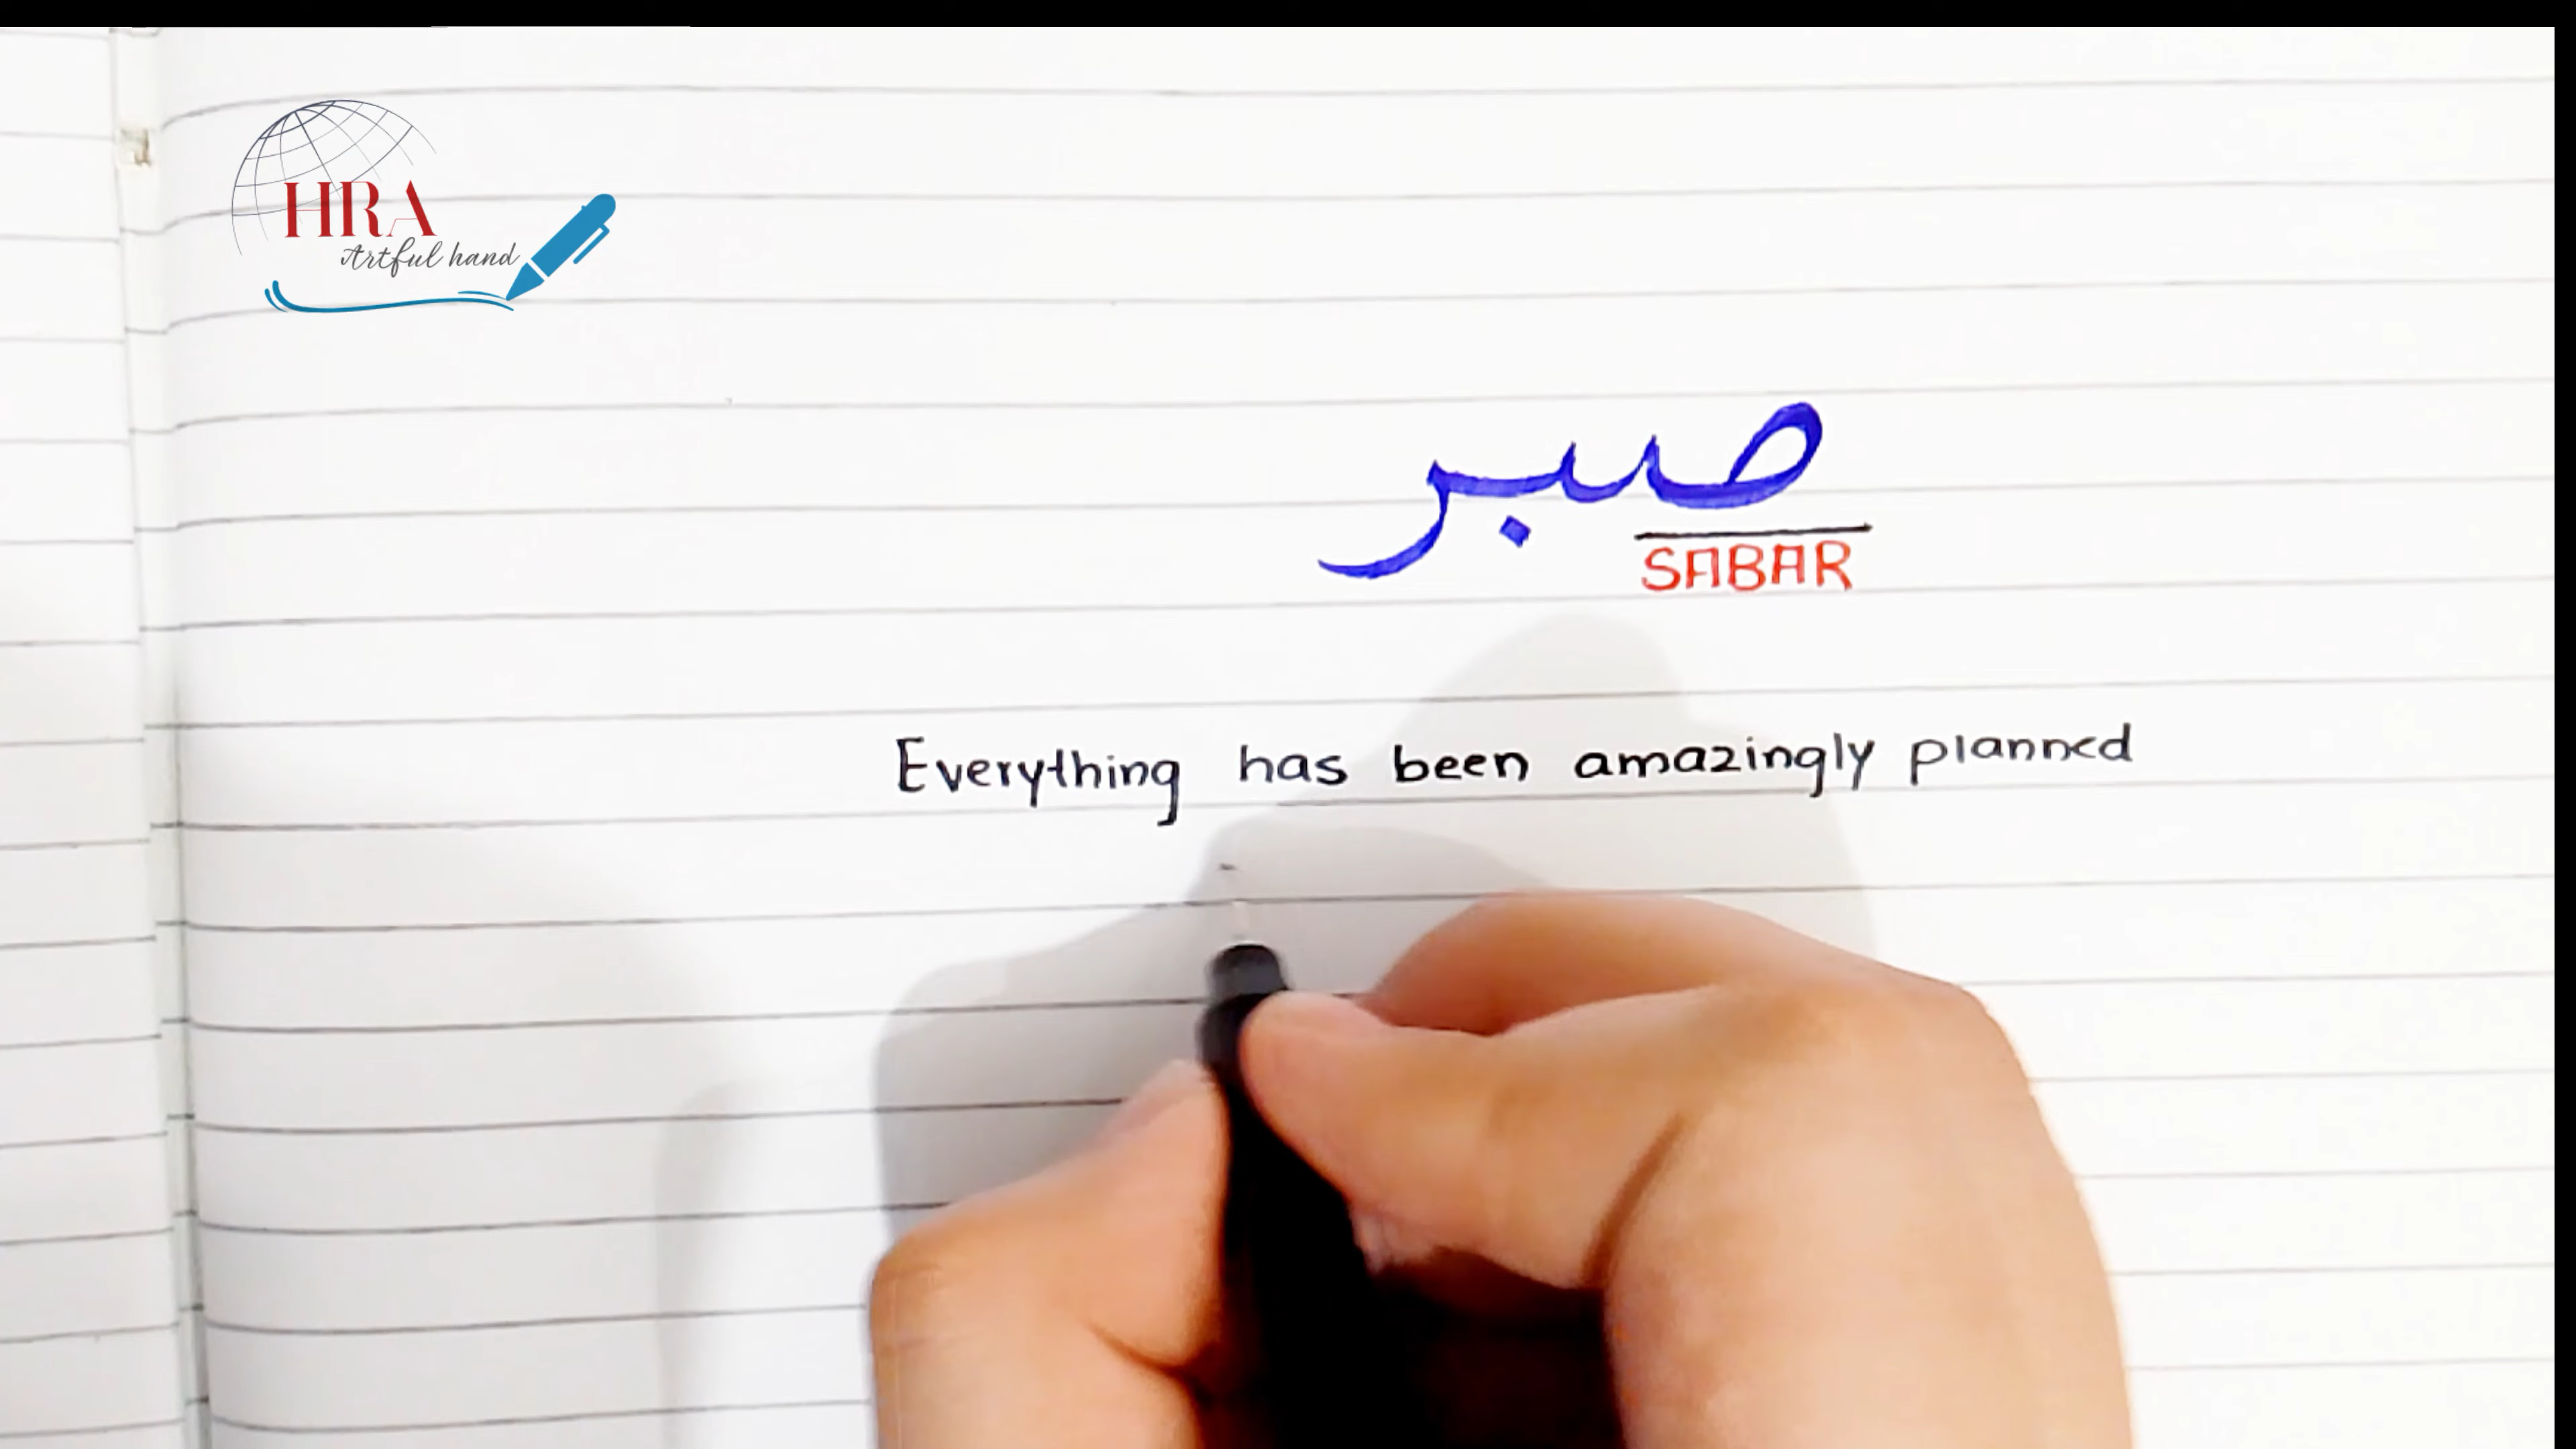 HRA
Artful hand
صبر
SABAR
Everything has been amazingly planned